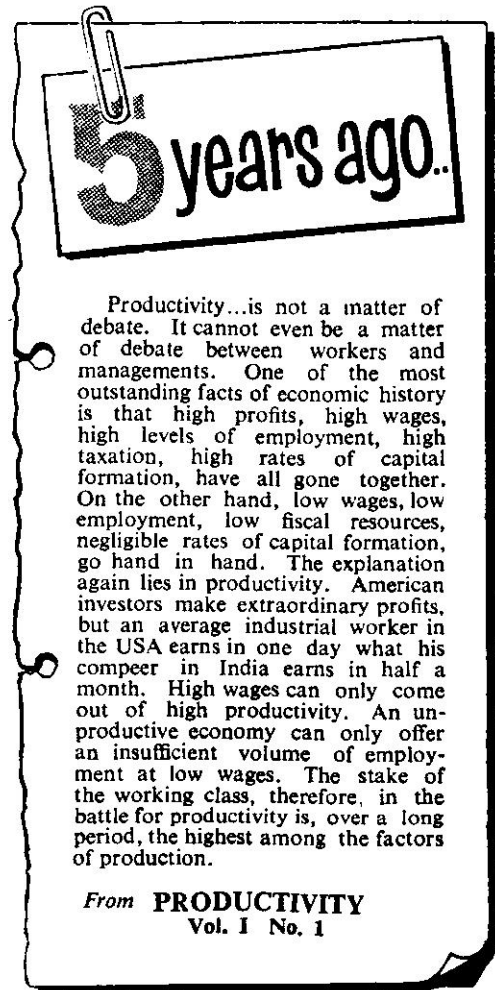 5 years ago..
Productivity...is not a matter of
debate. It cannot even be a matter
of debate between workers and
managements. One of the most
outstanding facts of economic history
is that high profits, high wages,
high levels of employment, high
taxation, high rates of capital
formation, have all gone together.
On the other hand, low wages, low
employment, low fiscal resources,
negligible rates of capital formation,
go hand in hand. The explanation
again lies in productivity. American
investors make extraordinary profits,
but an average industrial worker in
the USA earns in one day what his
compeer in India earns in half a
month. High wages can only come
out of high productivity. An un-
productive economy can only offer
an insufficient volume of employ-
ment at low wages. The stake of
the working class, therefore, in the
battle for productivity is, over a long
period, the highest among the factors
of production.
From PRODUCTIVITY
Vol. I No. 1